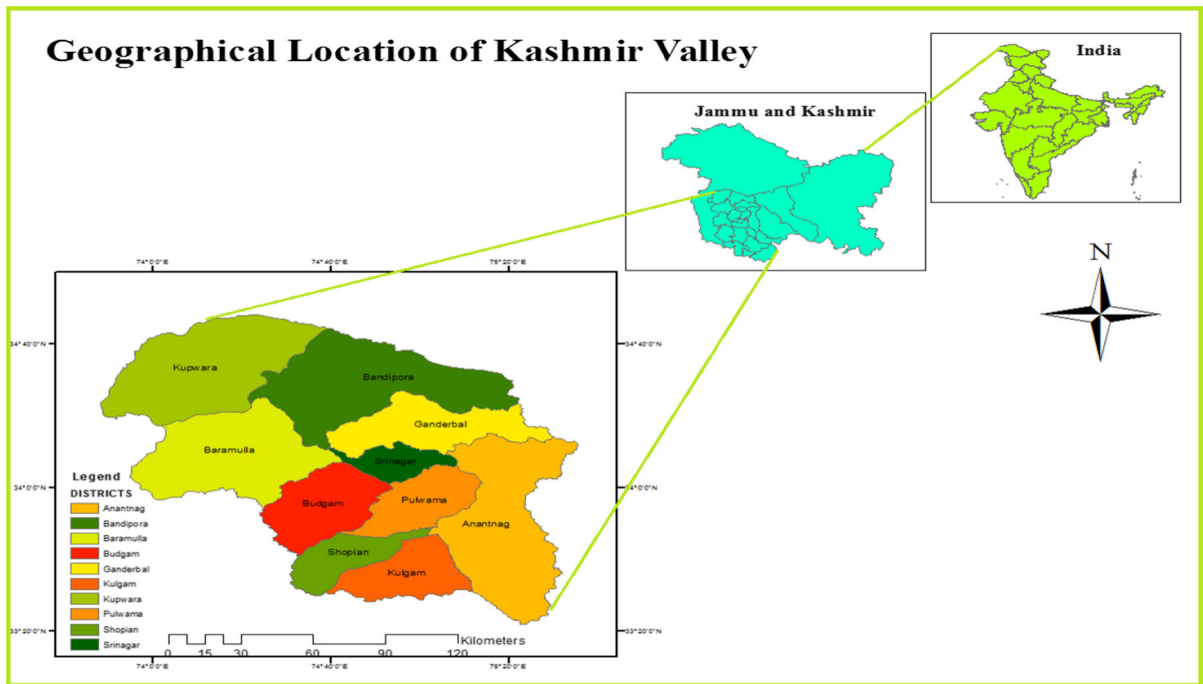 Geographical Location of Kashmir Valley
India
Jammu and Kashmir
N
74°0'0"E
74°40'0"E
75°20'0"E
34°40'0"N
34°40'0"N
Kupwara
Bandipora
Ganderbal
Baramulla
Srinagar
34°0'0"N
34°0'0"N
Budgam
Pulwama
Anantnag
Shopian
Kulgam
Legend
DISTRICTS
Anantnag
Bandipora
Baramulla
Budgam
Ganderbal
Kulgam
Kupwara
Pulwama
Shopian
Srinagar
33°20'0"N
33°20'0"N
Kilometers
0 15 30 60 90 120
74°0'0"E
74°40'0"E
75°20'0"E